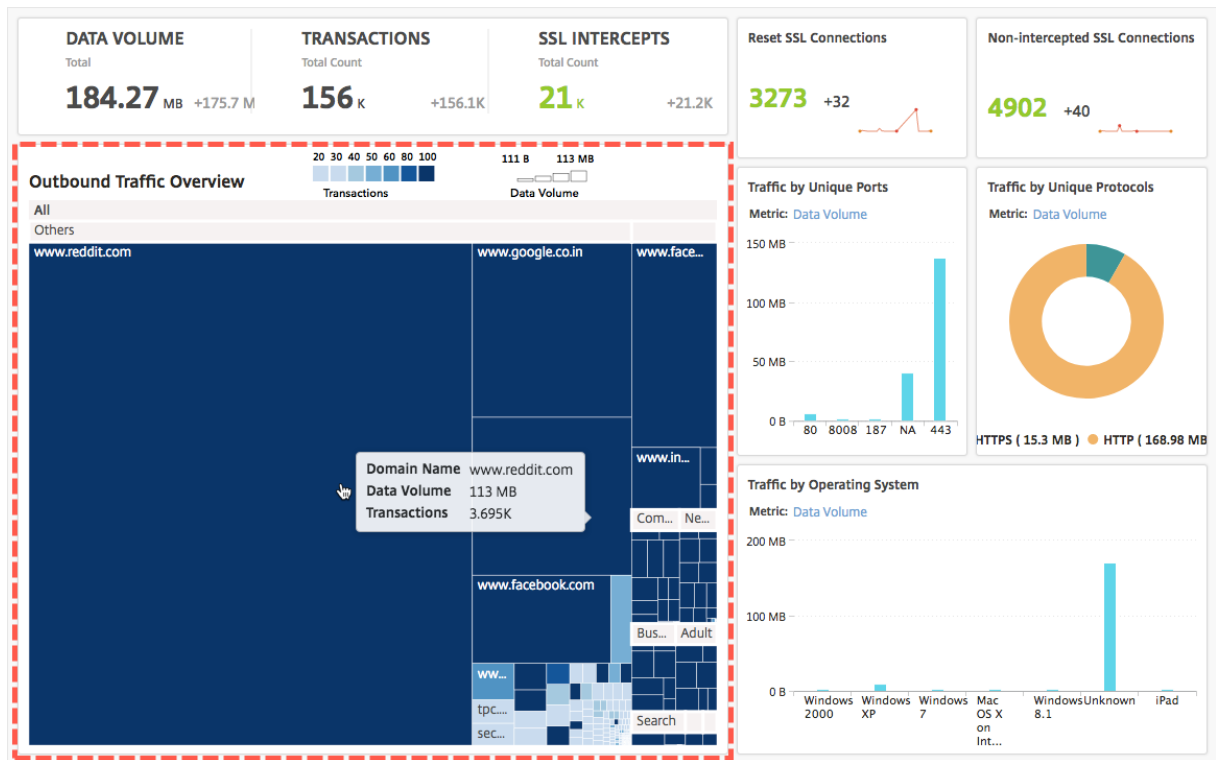 DATA VOLUME
Total
184.27 MB +175.7 M
TRANSACTIONS
Total Count
156 K +156.1K
SSL INTERCEPTS
Total Count
21 K +21.2K
Reset SSL Connections
3273 +32
Non-intercepted SSL Connections
4902 +40
Outbound Traffic Overview
20 30 40 50 60 80 100
Transactions
111 B 113 MB
Data Volume
All
Others
www.reddit.com
www.google.co.in
www.face...
www.in...
Domain Name www.reddit.com
Data Volume 113 MB
Transactions 3.695K
Com... Ne...
www.facebook.com
Bus... Adult
ww...
tpc....
sec...
Search
Traffic by Unique Ports
Metric: Data Volume
150 MB
100 MB
50 MB
0 B
80 8008 187 NA 443
Traffic by Unique Protocols
Metric: Data Volume
HTTPS ( 15.3 MB ) HTTP ( 168.98 MB
Traffic by Operating System
Metric: Data Volume
200 MB
100 MB
0 B
Windows 2000
Windows XP
Windows 7
Mac OS X on Int...
Windows 8.1
Unknown
iPad